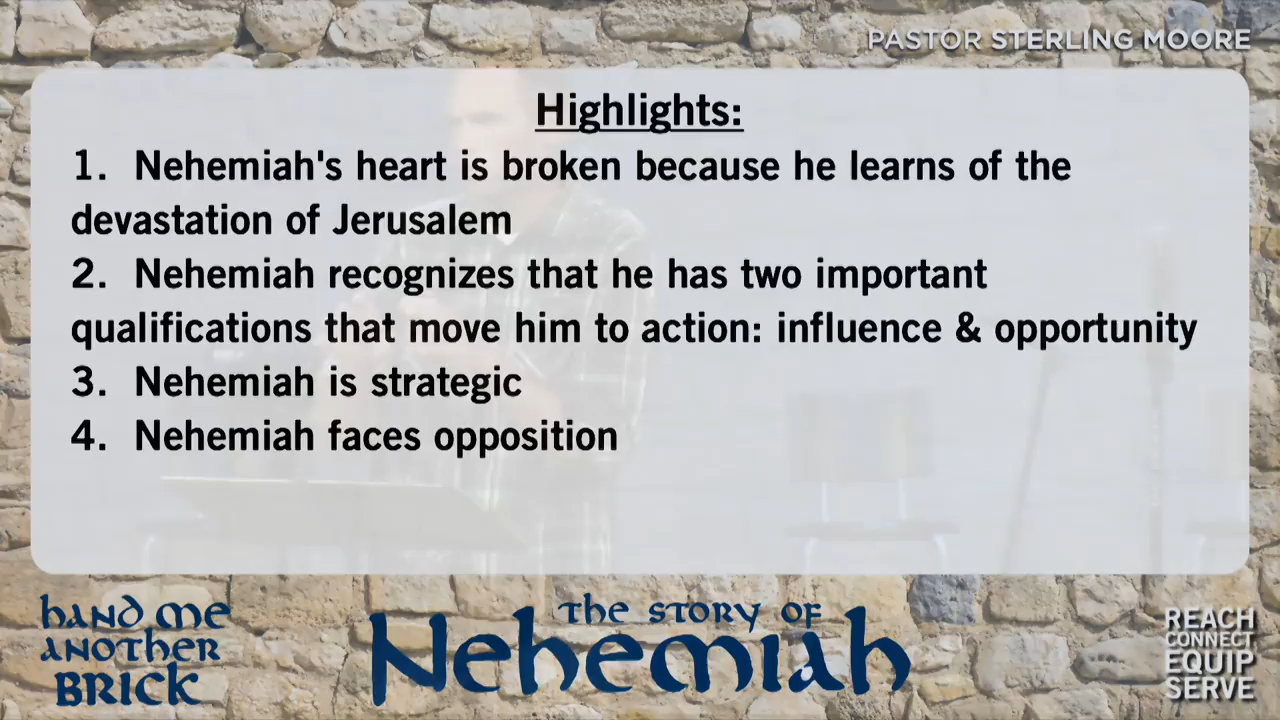 PASTOR STERLING MOORE
Highlights:
1. Nehemiah's heart is broken because he learns of the
devastation of Jerusalem
2. Nehemiah recognizes that he has two important
qualifications that move him to action: influence & opportunity
3. Nehemiah is strategic
4. Nehemiah faces opposition
hand me
another
BRICK
the story of
Nehemiah
REACH
CONNECT
EQUIP
SERVE